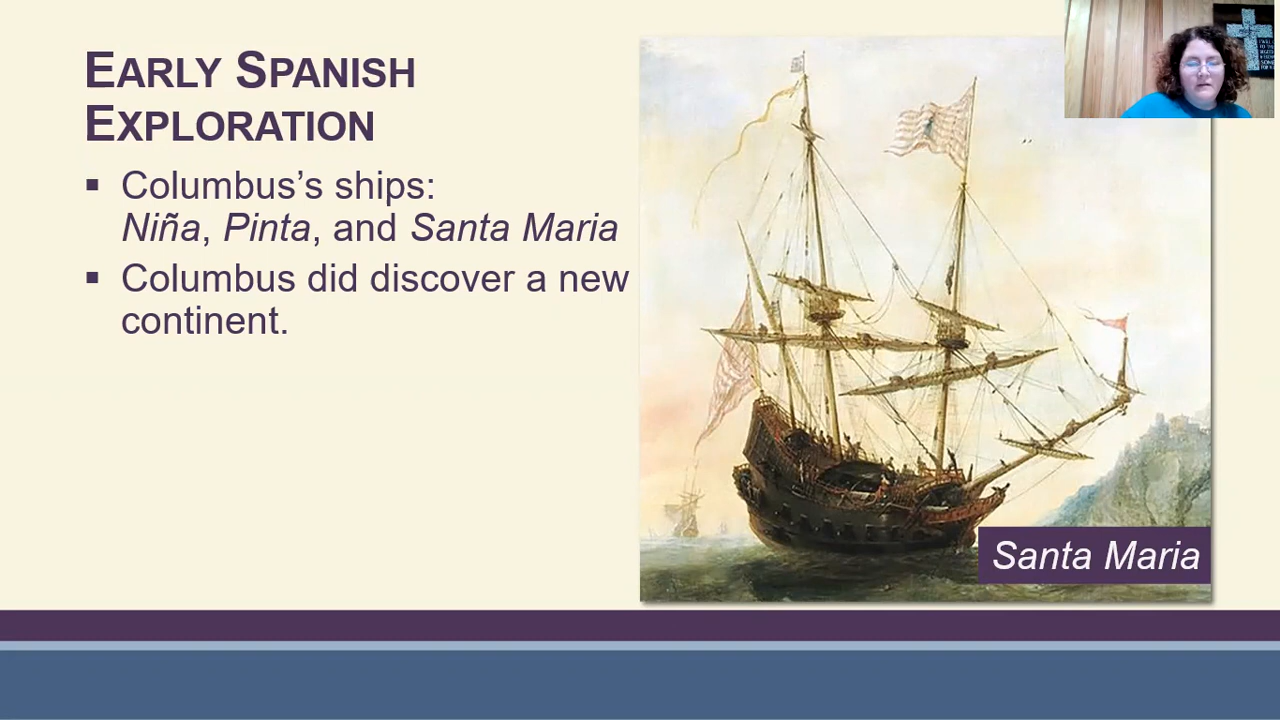 EARLY SPANISH
EXPLORATION
▪ Columbus’s ships:
Niña, Pinta, and Santa Maria
▪ Columbus did discover a new
continent.
Santa Maria